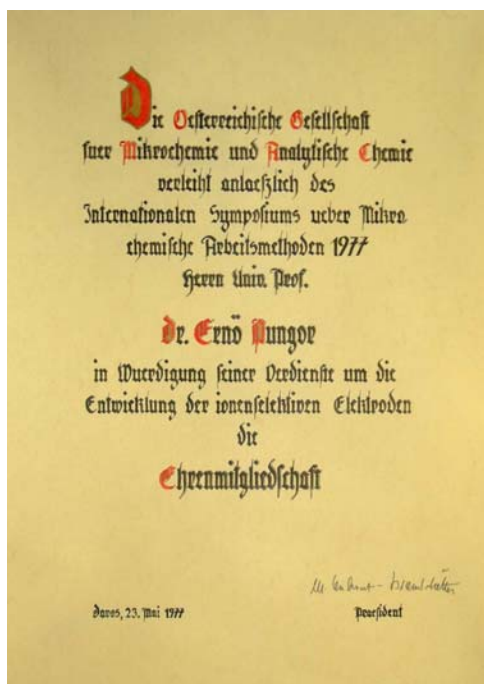 Die Oesterreichische Gesellschaft
fuer Mikrochemie und Analytische Chemie
verleiht anlaeszlich des
Internationalen Symposiums ueber Mikro
chemische Arbeitsmethoden 1977
Herrn Univ. Prof.
Dr. Ernö Pungor
in Wuerdigung seiner Verdienste um die
Entwicklung der ionenselektiven Elektroden
die
Ehrenmitgliedschaft
Davos, 23. Mai 1977
Praesident